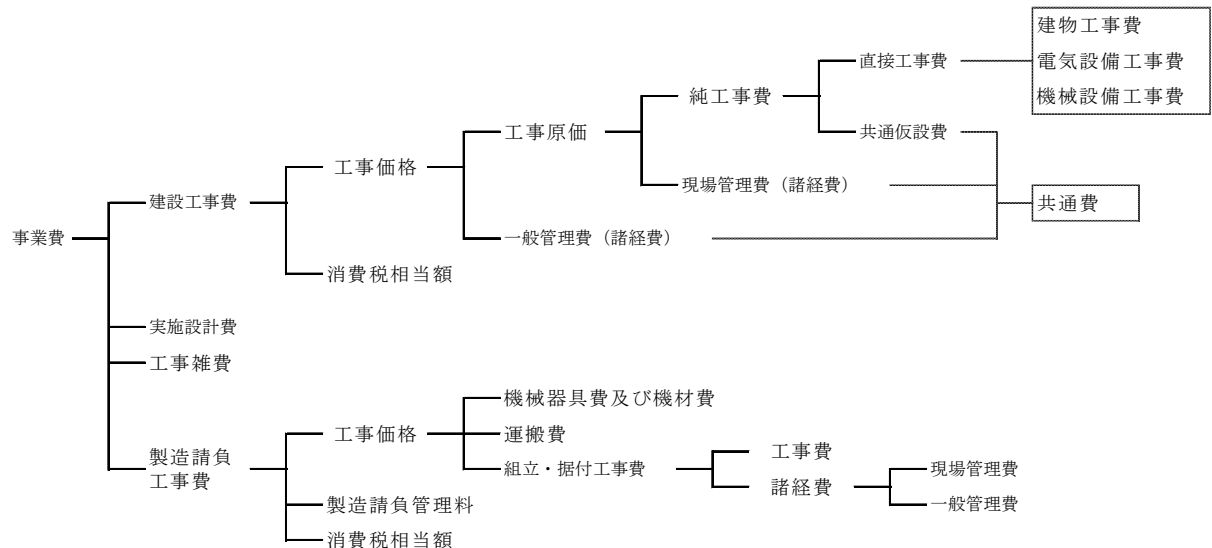 建物工事費
直接工事費
電気設備工事費
純工事費
機械設備工事費
工事原価
共通仮設費
工事価格
現場管理費（諸経費）
建設工事費
共通費
事業費
一般管理費（諸経費）
消費税相当額
実施設計費
工事雑費
機械器具費及び機材費
工事価格
運搬費
製造請負
工事費
組立・据付工事費
工事費
諸経費
現場管理費
一般管理費
製造請負管理料
消費税相当額